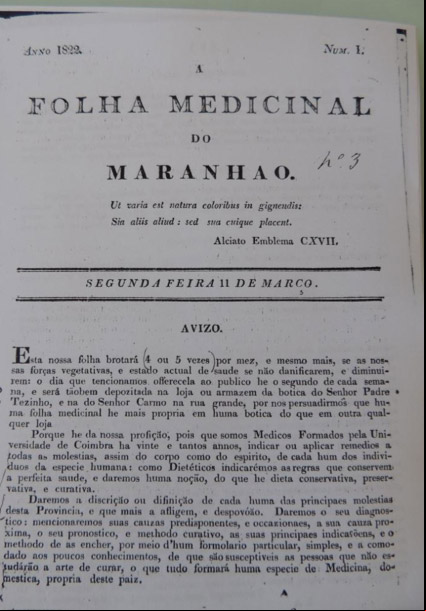 ANNO 1822.
NUM. 1.
A
FOLHA MEDICINAL
DO
MARANHAO.
nº 3
Ut varia est natura coloribus in gignendis:
Sia aliis aliud: sed sua cuique placent.
Alciato Emblema CXVII.
SEGUNDA FEIRA 11 DE MARÇO.
AVIZO.
Esta nossa folha brotará (4 ou 5 vezes) por mez, e mesmo mais, se as nos-
sas forças vegetativas, e estado actual de saude se não danificarem, e diminui-
rem: o dia que tencionamos offerecela ao publico he o segundo de cada sema-
na, e será tãobem depozitada na loja ou armazem da botica do Senhor Padre
Tezinho, e na do Senhor Carmo na rua grande, por nos persuadirmos que hu-
ma folha medicinal he mais propria em huma botica do que em outra qual-
quer loja
Porque he da nossa profição, pois que somos Medicos Formados pela Uni-
versidade de Coimbra ha vinte e tantos annos, indicar ou aplicar remedios a
todas as molestias, assim do corpo como do espirito, de cada hum dos indivi-
duos da especie humana: como Dietéticos indicarémos as regras que conservem
a perfeita saude, e daremos huma noção, do que he dieta conservativa, preser-
vativa, e curativa.
Daremos a discrição ou difinição de cada huma das principaes molestias
desta Provincia, e que mais a afligem, e despovôão. Daremos o seu diagnos-
tico: mencionaremos suas cauzas predisponentes, e occazionaes, a sua cauza pro-
xima, o seu pronostico, e methodo curativo, as suas principaes indicatõens, e o
methodo de as encher, por meio d'hum formulario particular, simples, e a como-
dado aos poucos conhecimentos, de que são susceptiveis as pessoas que não es-
tudárão a arte de curar, o que tudo formará huma especie de Medicina, do-
mestica, propria deste paiz.
A